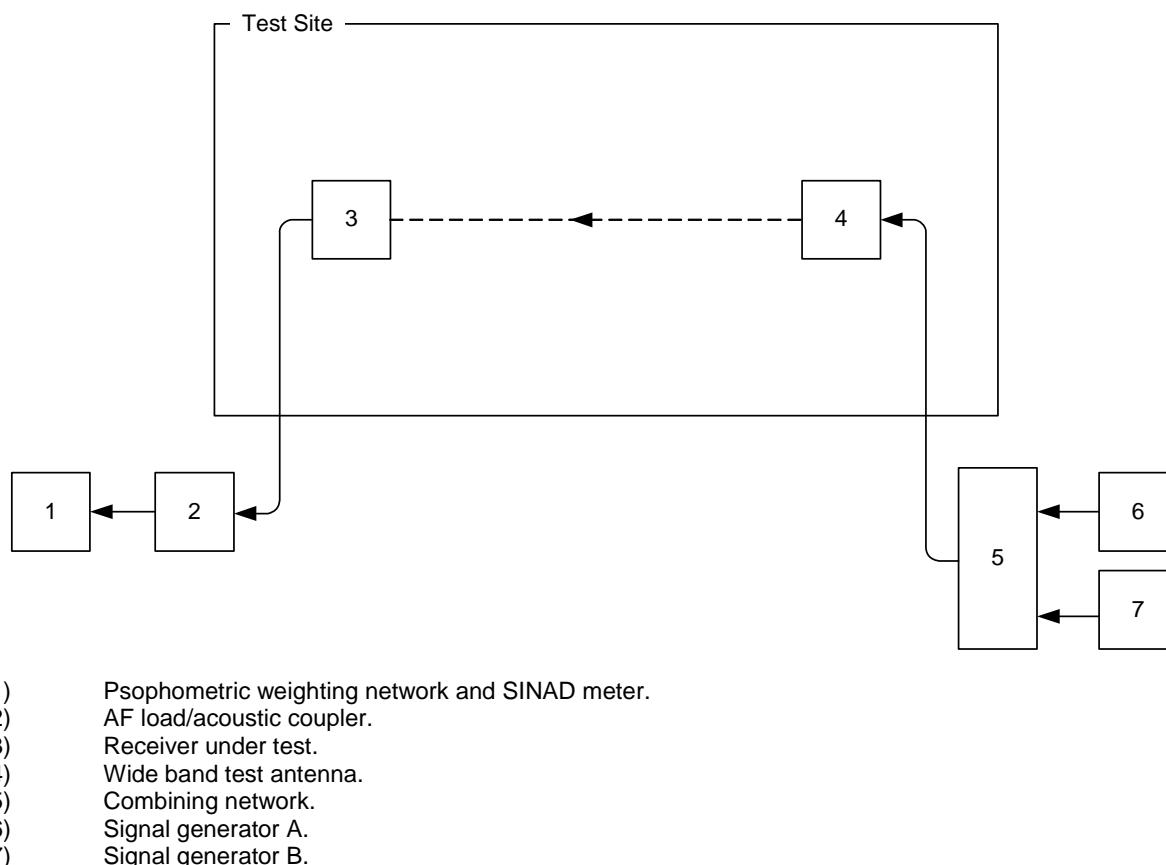 Test Site
3
4
1
2
6
5
7
) Psophometric weighting network and SINAD meter.
) AF load/acoustic coupler.
) Receiver under test.
) Wide band test antenna.
) Combining network.
) Signal generator A.
) Signal generator B.